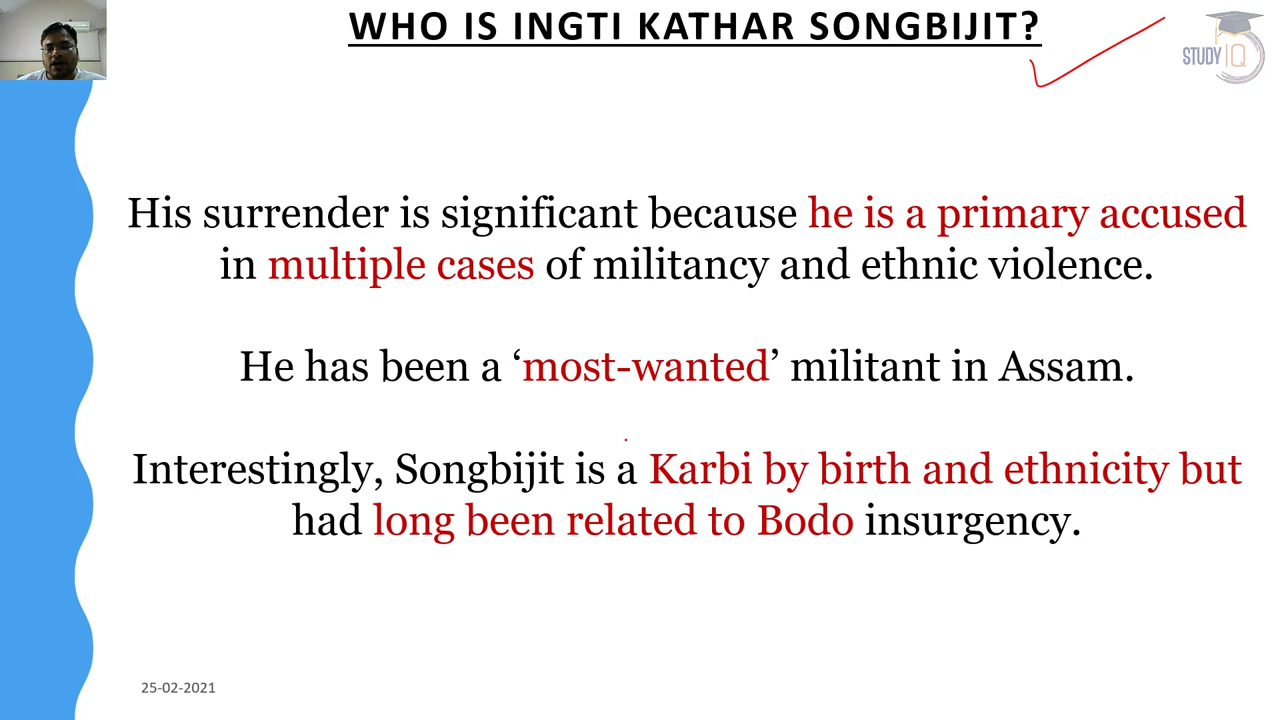 WHO IS INGTI KATHAR SONGBIJIT?
STUDY IQ
His surrender is significant because he is a primary accused
in multiple cases of militancy and ethnic violence.
He has been a ‘most-wanted’ militant in Assam.
Interestingly, Songbijit is a Karbi by birth and ethnicity but
had long been related to Bodo insurgency.
25-02-2021